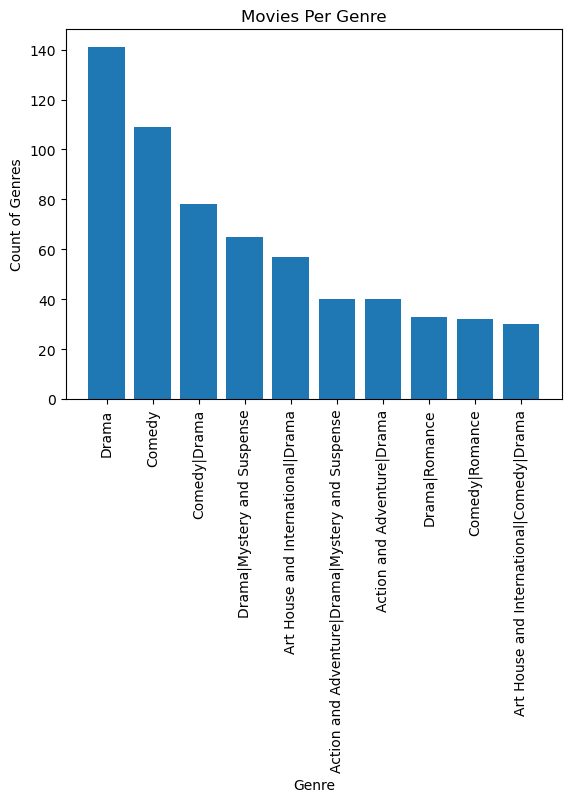 Movies Per Genre
Count of Genres
140
120
100
80
60
40
20
0
Drama
Comedy
Comedy|Drama
Drama|Mystery and Suspense
Art House and International|Drama
Action and Adventure|Drama|Mystery and Suspense
Action and Adventure|Drama
Drama|Romance
Comedy|Romance
Art House and International|Comedy|Drama
Genre